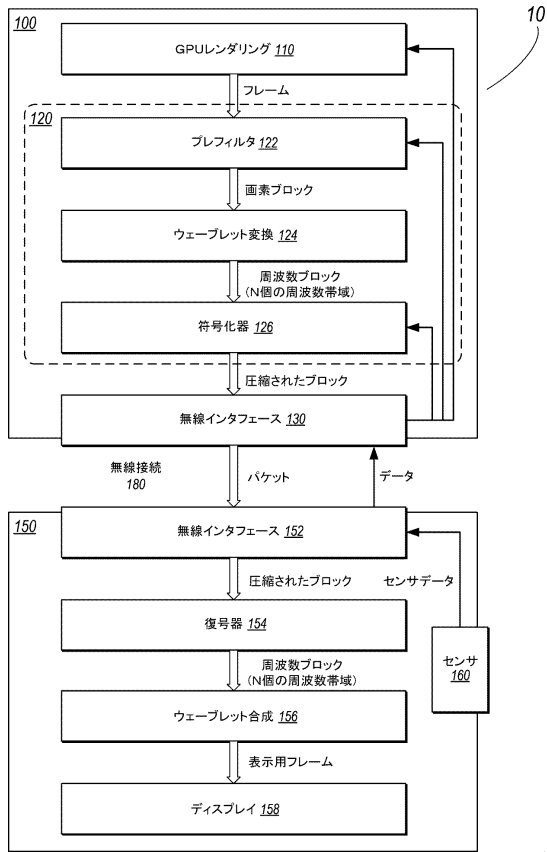 10
100
GPUレンダリング 110
フレーム
120
プレフィルタ 122
画素ブロック
ウェーブレット変換 124
周波数ブロック
(N個の周波数帯域)
符号化器 126
圧縮されたブロック
無線インタフェース 130
無線接続
180
パケット
データ
150
無線インタフェース 152
圧縮されたブロック
センサデータ
復号器 154
センサ
160
周波数ブロック
(N個の周波数帯域)
ウェーブレット合成 156
表示用フレーム
ディスプレイ 158